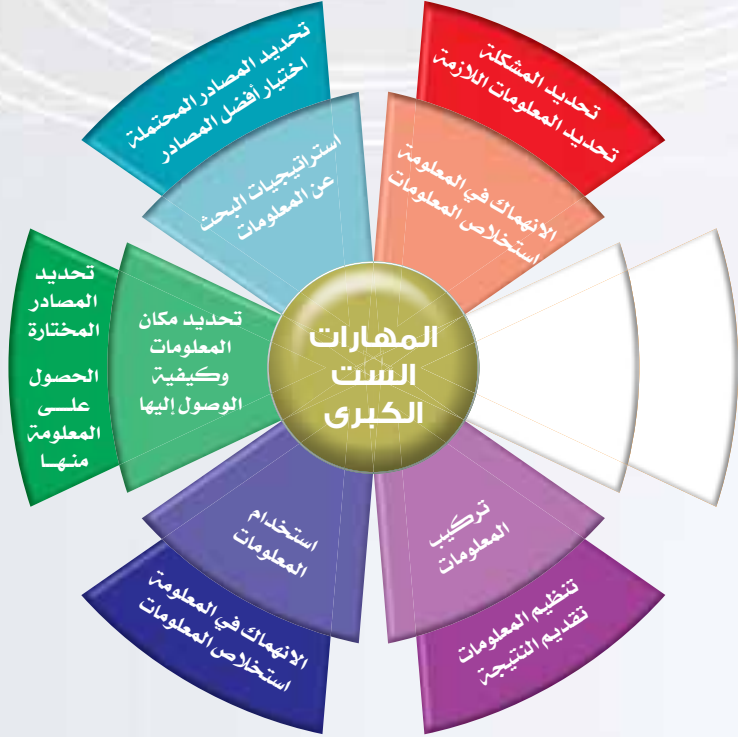 المهارات
الست
الكبرى
تحديد المشكلة
تحديد المعلومات اللازمة
الانهماك في المعلومة
استخلاص المعلومات
تحديد المصادر المحتملة
اختيار أفضل المصادر
استراتيجيات البحث
عن المعلومات
تحديد
المصادر
المختارة
الحصول
على
المعلومة
منها
تحديد مكان
المعلومات
وكيفية
الوصول إليها
استخدام
المعلومات
الانهماك في المعلومة
استخلاص المعلومات
تركيب
المعلومات
تنظيم المعلومات
تقديم النتيجة